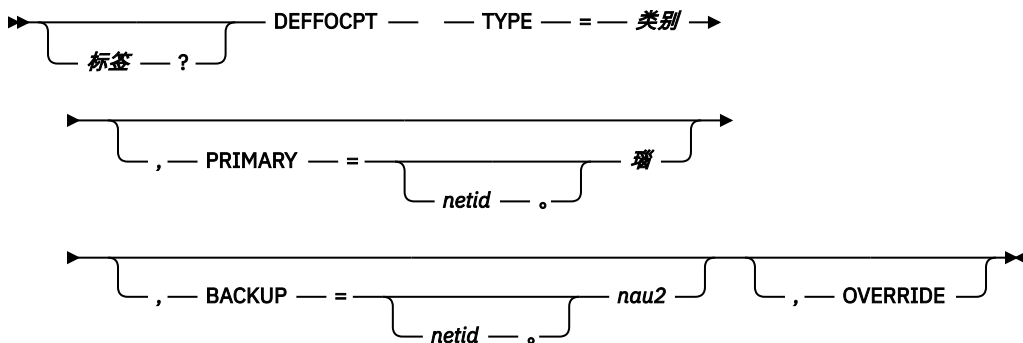 DEFFOCPT — TYPE — = — 类别
标签 — ?
, — PRIMARY — = — 瑙
netid — 。
, — BACKUP — = — nau2
, — OVERRIDE
netid — 。